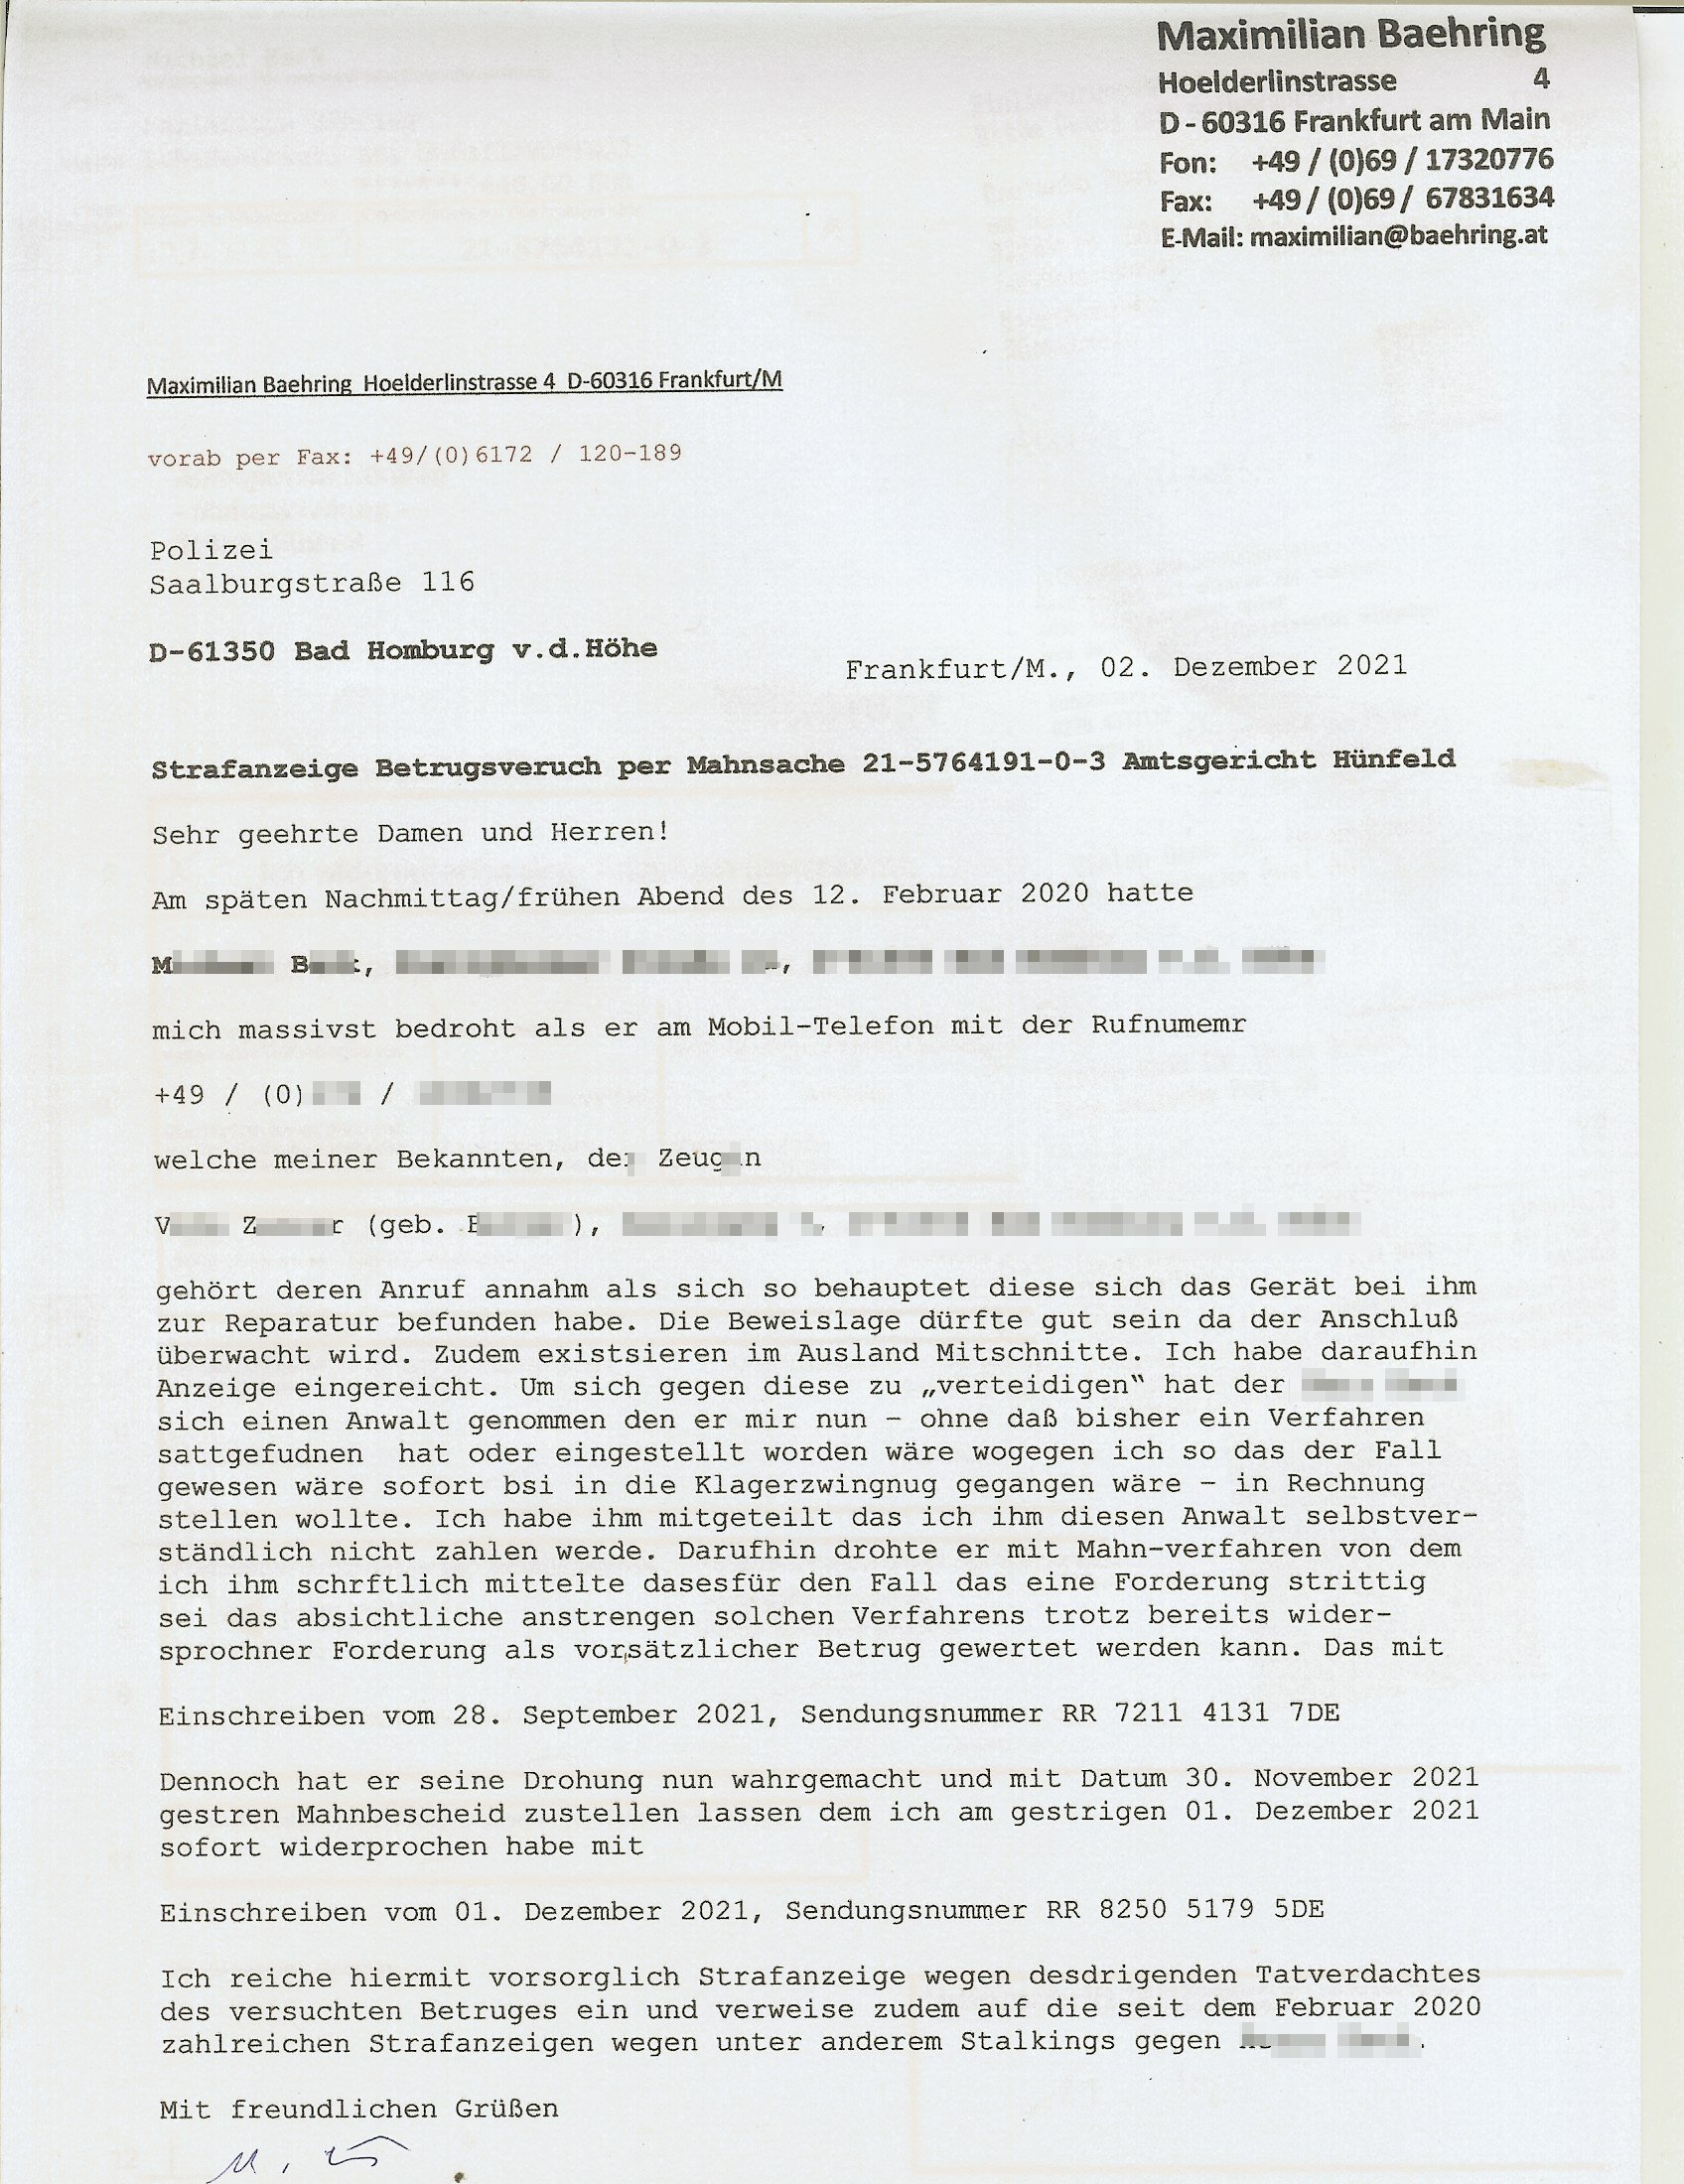 Maximilian Baehring
Hoelderlinstrasse 4
D - 60316 Frankfurt am Main
Fon: +49 / (0)69 / 17320776
Fax: +49 / (0)69 / 67831634
E-Mail: maximilian@baehring.at
Maximilian Baehring Hoelderlinstrasse 4 D-60316 Frankfurt/M
vorab per Fax: +49/(0)6172 / 120-189
Polizei
Saalburgstraße 116
D-61350 Bad Homburg v.d.Höhe
Frankfurt/M., 02. Dezember 2021
Strafanzeige Betrugsveruch per Mahnsache 21-5764191-0-3 Amtsgericht Hünfeld
Sehr geehrte Damen und Herren!
Am späten Nachmittag/frühen Abend des 12. Februar 2020 hatte
mich massivst bedroht als er am Mobil-Telefon mit der Rufnumemr
+49 / (0) /
welche meiner Bekannten, der Zeugin
(geb. ),
gehört deren Anruf annahm als sich so behauptet diese sich das Gerät bei ihm
zur Reparatur befunden habe. Die Beweislage dürfte gut sein da der Anschluß
überwacht wird. Zudem existsieren im Ausland Mitschnitte. Ich habe daraufhin
Anzeige eingereicht. Um sich gegen diese zu „verteidigen“ hat der
sich einen Anwalt genommen den er mir nun – ohne daß bisher ein Verfahren
sattgefudnen hat oder eingestellt worden wäre wogegen ich so das der Fall
gewesen wäre sofort bsi in die Klagerzwingnug gegangen wäre – in Rechnung
stellen wollte. Ich habe ihm mitgeteilt das ich ihm diesen Anwalt selbstver-
ständlich nicht zahlen werde. Darufhin drohte er mit Mahn-verfahren von dem
ich ihm schrftlich mittelte dasesfür den Fall das eine Forderung strittig
sei das absichtliche anstrengen solchen Verfahrens trotz bereits wider-
sprochner Forderung als vorsätzlicher Betrug gewertet werden kann. Das mit
Einschreiben vom 28. September 2021, Sendungsnummer RR 7211 4131 7DE
Dennoch hat er seine Drohung nun wahrgemacht und mit Datum 30. November 2021
gestren Mahnbescheid zustellen lassen dem ich am gestrigen 01. Dezember 2021
sofort widerprochen habe mit
Einschreiben vom 01. Dezember 2021, Sendungsnummer RR 8250 5179 5DE
Ich reiche hiermit vorsorglich Strafanzeige wegen desdrigenden Tatverdachtes
des versuchten Betruges ein und verweise zudem auf die seit dem Februar 2020
zahlreichen Strafanzeigen wegen unter anderem Stalkings gegen
Mit freundlichen Grüßen